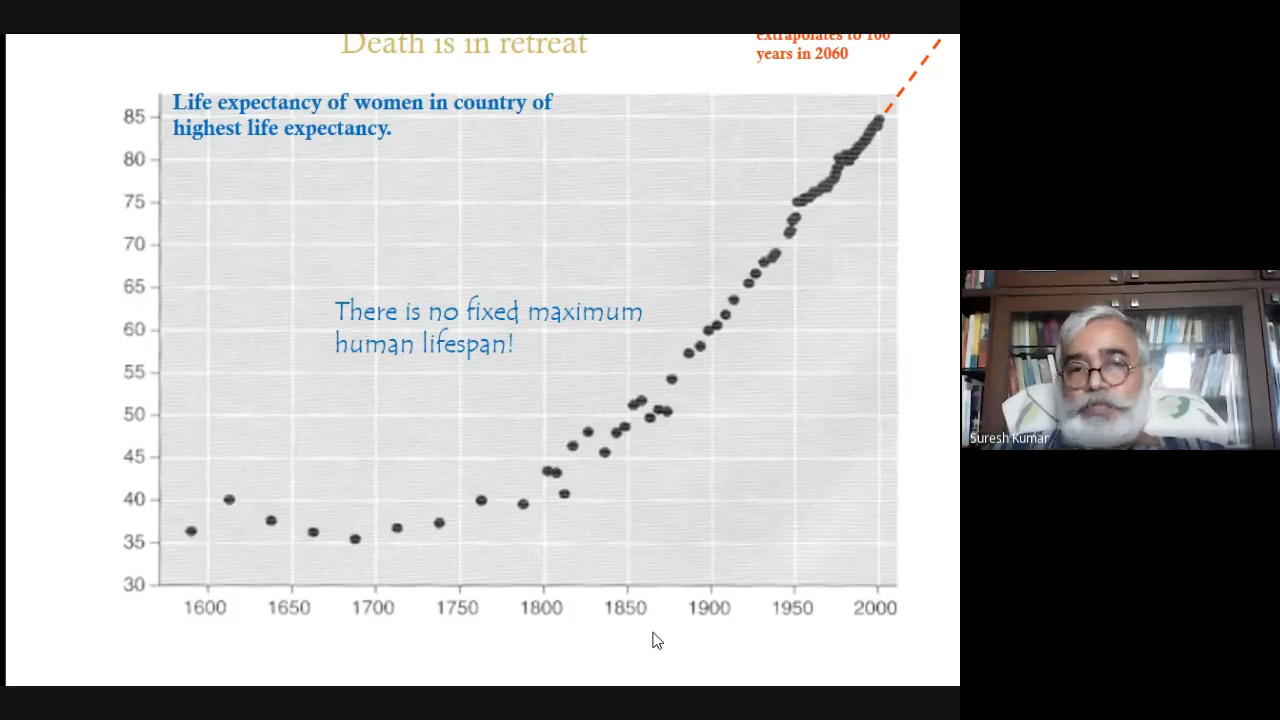 Death is in retreat
extrapolates to 100
years in 2060
Life expectancy of women in country of
highest life expectancy.
85
80
75
70
65
60
55
50
45
40
35
30
There is no fixed maximum
human lifespan!
1600 1650 1700 1750 1800 1850 1900 1950 2000
Suresh Kumar